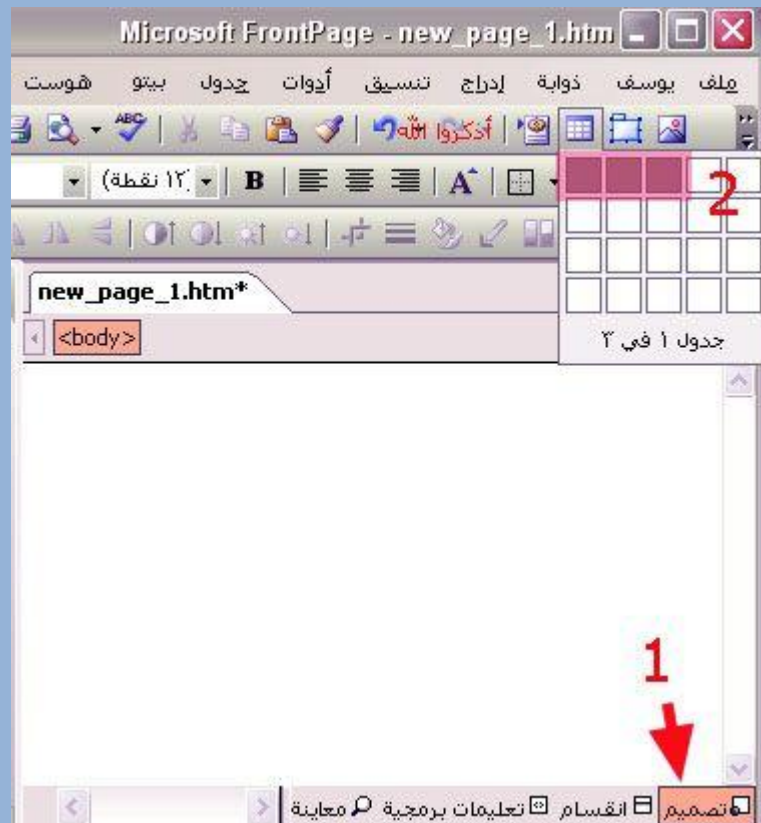 Microsoft FrontPage - new_page_1.htm
ملف يوسف ذوابة إدراج تنسيق أدوات جدول بيتو هوست
أذكروا الله
ABC
(١٢ نقطة) B A
2
new_page_1.htm*
<body>
جدول ١ في ٣
1
تصميم انقسام تعليمات برمجية معاينة